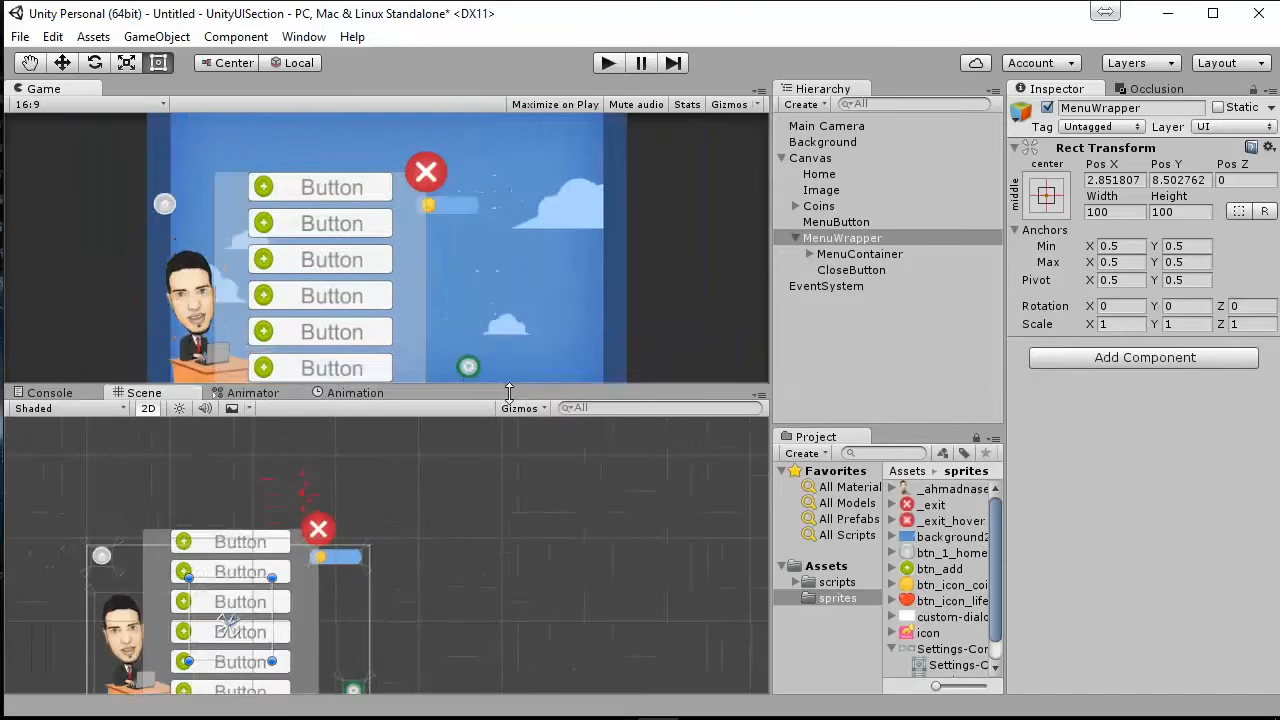 Unity Personal (64bit) - Untitled - UnityUISection - PC, Mac & Linux Standalone* <DX11>
File Edit Assets GameObject Component Window Help
Center Local Account Layers Layout
Game
16:9 Maximize on Play Mute audio Stats Gizmos
Button
Button
Button
Button
Button
Button
Console Scene Animator Animation
Shaded 2D Gizmos All
Button
Button
Button
Button
Button
Button
Hierarchy
Create All
Main Camera
Background
Canvas
Home
Image
Coins
MenuButton
MenuWrapper
MenuContainer
CloseButton
EventSystem
Project
Create
Favorites
All Material
All Models
All Prefabs
All Scripts
Assets
scripts
sprites
Assets sprites
_ahmadnase
_exit
_exit_hover
background2
btn_1_home
btn_add
btn_icon_coi
btn_icon_life
custom-dialo
icon
Settings-Con
Settings-C
Inspector Occlusion
MenuWrapper Static
Tag Untagged Layer UI
Rect Transform
center Pos X Pos Y Pos Z
middle 2.851807 8.502762 0
Width Height
100 100 R
Anchors
Min X 0.5 Y 0.5
Max X 0.5 Y 0.5
Pivot X 0.5 Y 0.5
Rotation X 0 Y 0 Z 0
Scale X 1 Y 1 Z 1
Add Component